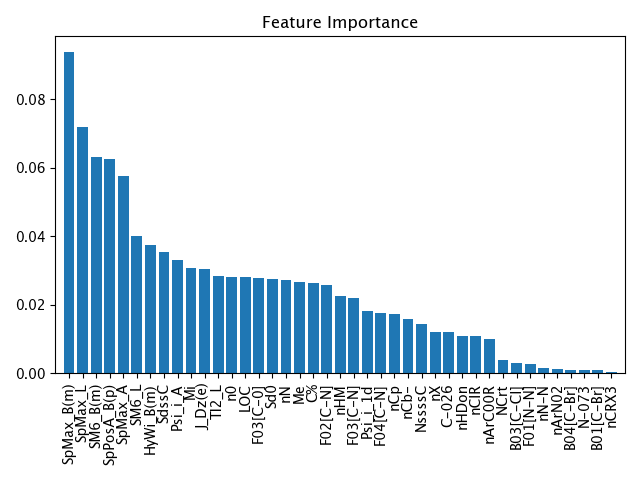 Feature Importance
0.08
0.06
0.04
0.02
0.00
SpMax_B(m)
SpMax_L
SM6_B(m)
SpPosA_B(p)
SpMax_A
SM6_L
HyWi_B(m)
SdssC
Psi_i_A
Mi
J_Dz(e)
TI2_L
nO
LOC
F03[C-O]
SdO
nN
Me
C%
F02[C-N]
nHM
F03[C-N]
Psi_i_1d
F04[C-N]
nCp
nCb-
NssssC
nX
C-026
nHDon
nCIR
nArCOOR
NCrt
B03[C-Cl]
F01[N-N]
nN-N
nArNO2
B04[C-Br]
N-073
B01[C-Br]
nCRX3